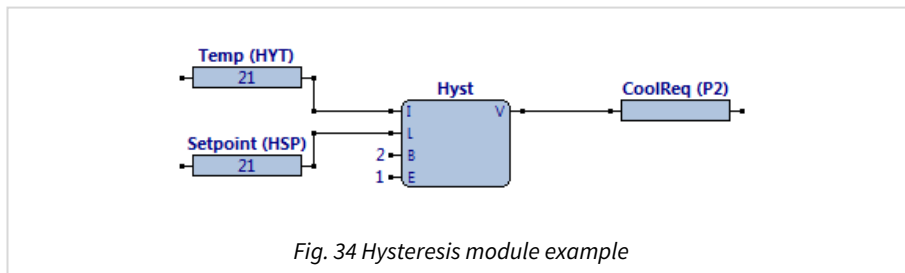 Temp (HYT)
21
Hyst
CoolReq (P2)
I
V
L
Setpoint (HSP)
21
2
B
1
E
Fig. 34 Hysteresis module example